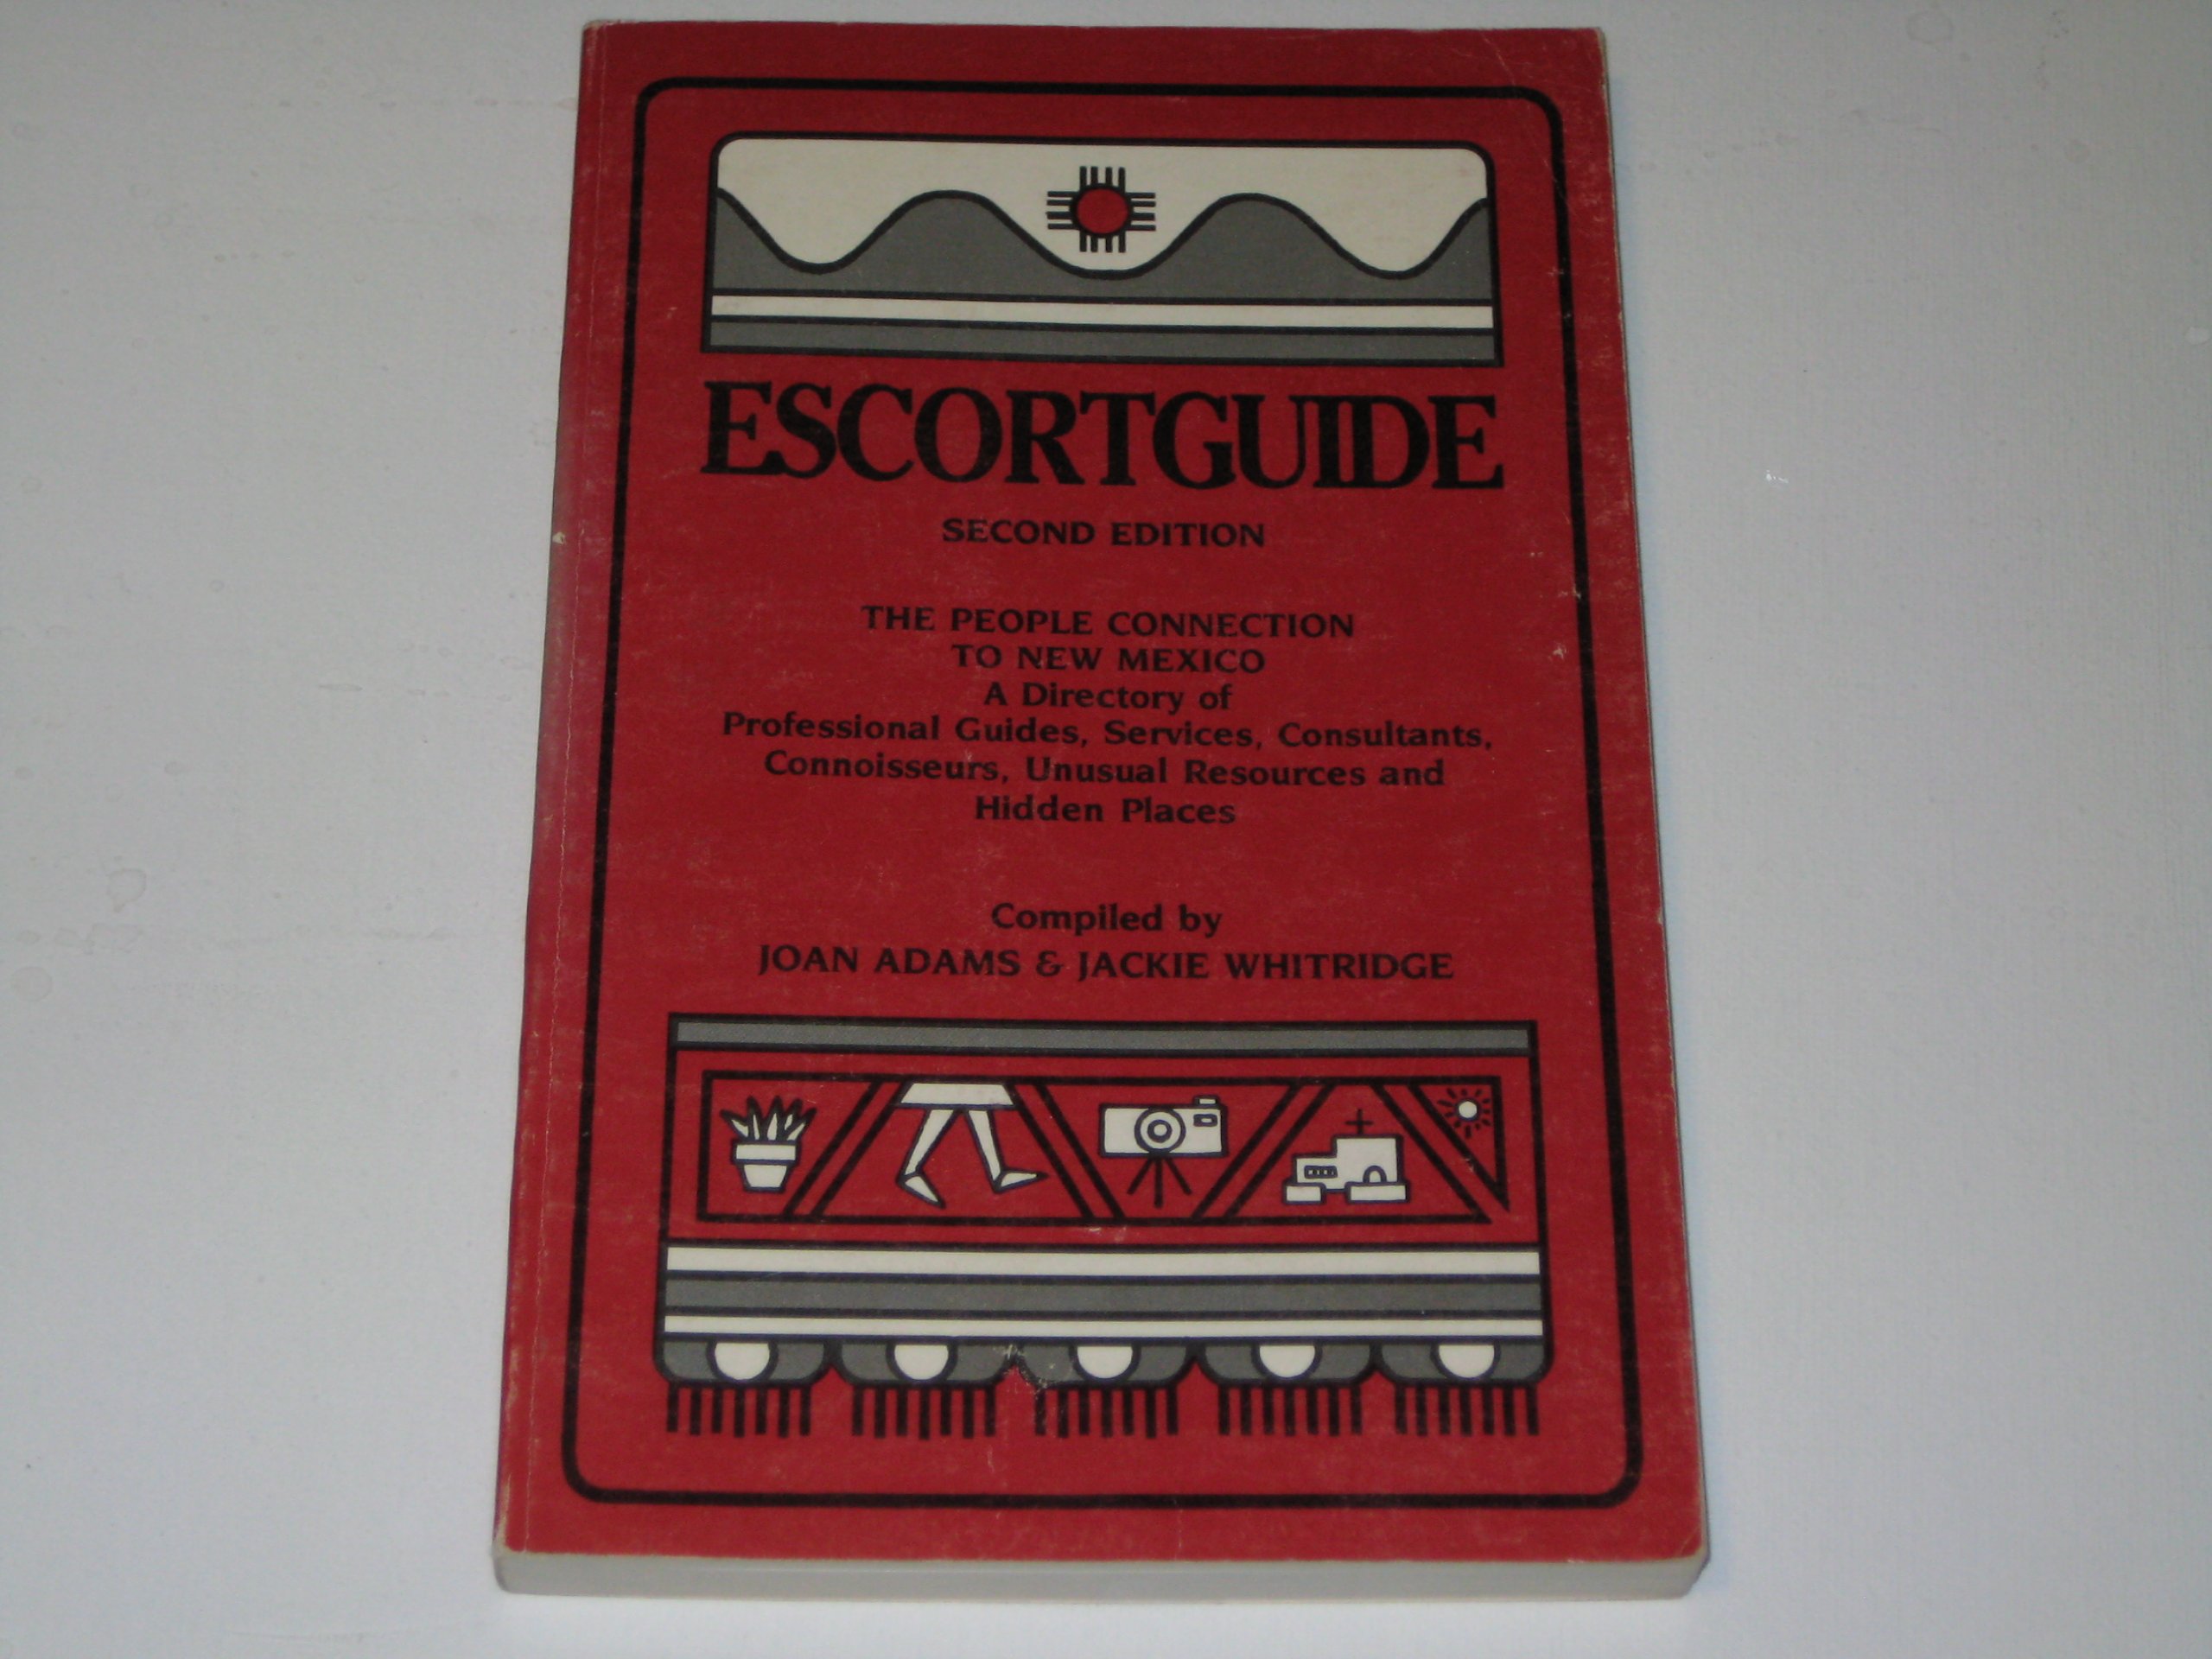 ESCORTGUIDE
SECOND EDITION
THE PEOPLE CONNECTION
TO NEW MEXICO
A Directory of
Professional Guides, Services, Consultants,
Connoisseurs, Unusual Resources and
Hidden Places
Compiled by
JOAN ADAMS & JACKIE WHITRIDGE